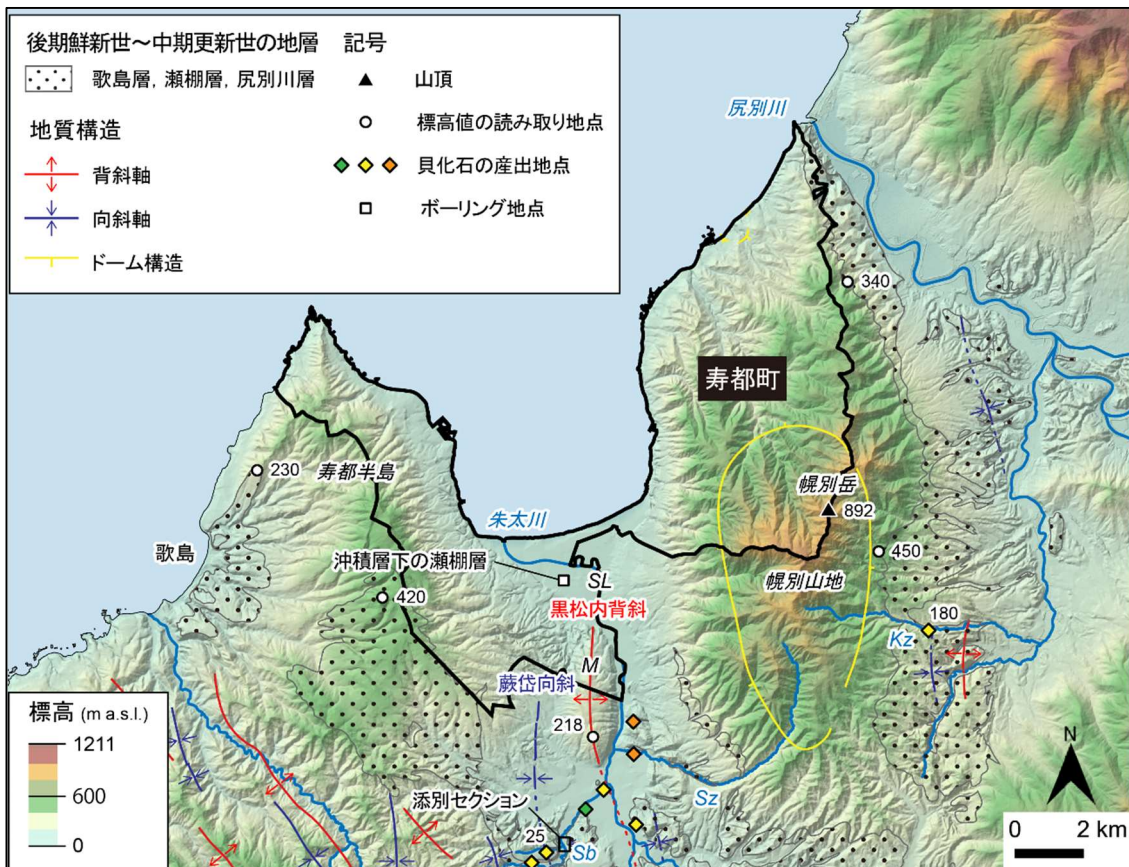 後期鮮新世～中期更新世の地層
歌島層, 瀬棚層, 尻別川層
地質構造
背斜軸
向斜軸
ドーム構造
記号
山頂
標高値の読み取り地点
貝化石の産出地点
ボーリング地点
尻別川
340
寿都町
230
寿都半島
幌別岳
892
朱太川
歌島
沖積層下の瀬棚層
SL
450
幌別山地
420
黒松内背斜
180
Kz
M
蕨岱向斜
218
標高 (m a.s.l.)
1211
600
0
Sz
添別セクション
25
Sb
N
0 2 km